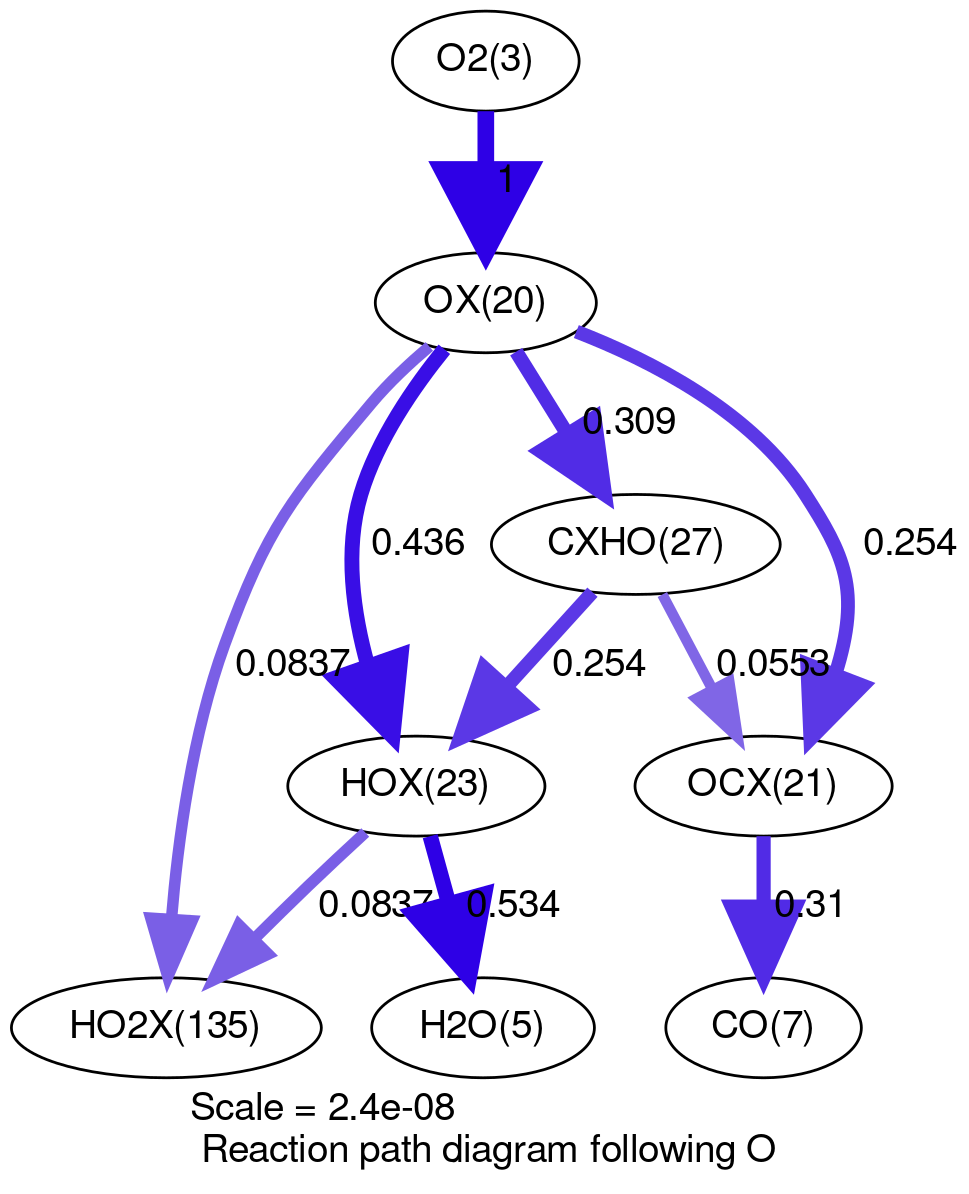 O2(3)
1
OX(20)
0.309
0.436
CXHO(27)
0.254
0.0837
0.254
0.0553
HOX(23)
OCX(21)
0.0837
0.534
0.31
HO2X(135)
H2O(5)
CO(7)
Scale = 2.4e-08
Reaction path diagram following O